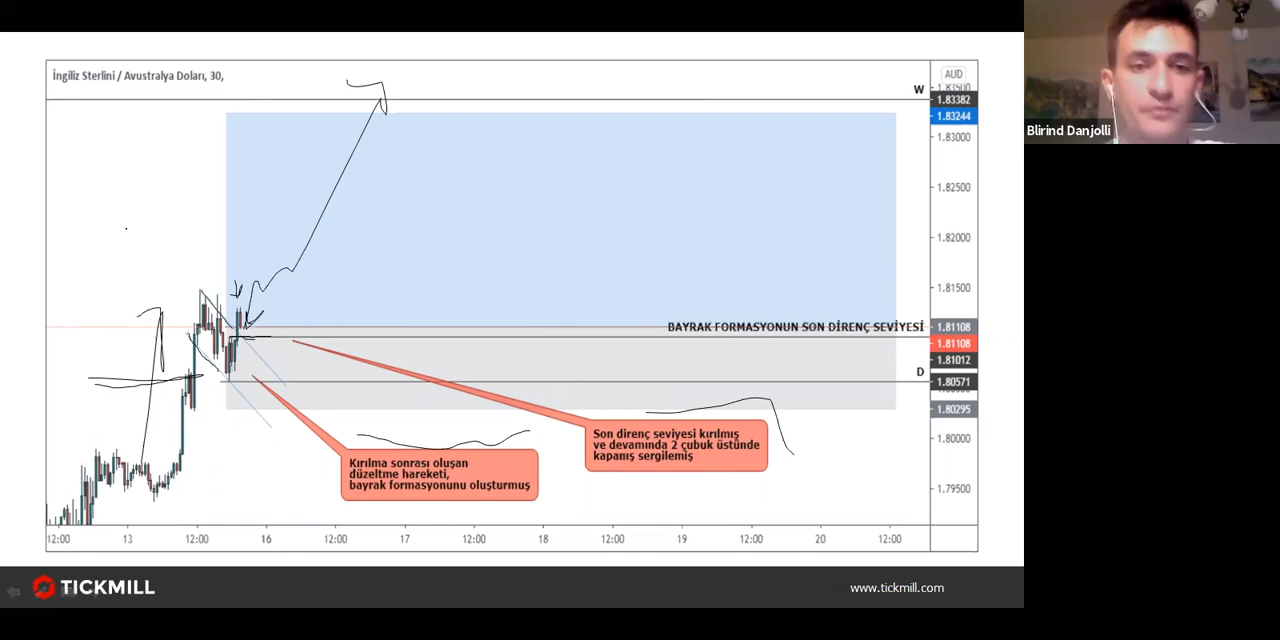 İngiliz Sterlini / Avustralya Doları, 30,
AUD
W
1.83500
1.83382
1.83244
1.83000
1.82500
1.82000
1.81500
BAYRAK FORMASYONUN SON DİRENÇ SEVİYESİ
1.81108
1.81108
1.81012
D
1.80571
1.80295
1.80000
1.79500
Son direnç seviyesi kırılmış
ve devamında 2 çubuk üstünde
kapanış sergilemiş
Kırılma sonrası oluşan
düzeltme hareketi,
bayrak formasyonunu oluşturmuş
12:00 13 12:00 16 12:00 17 12:00 18 12:00 19 12:00 20 12:00
TICKMILL
www.tickmill.com
Blirind Danjolli